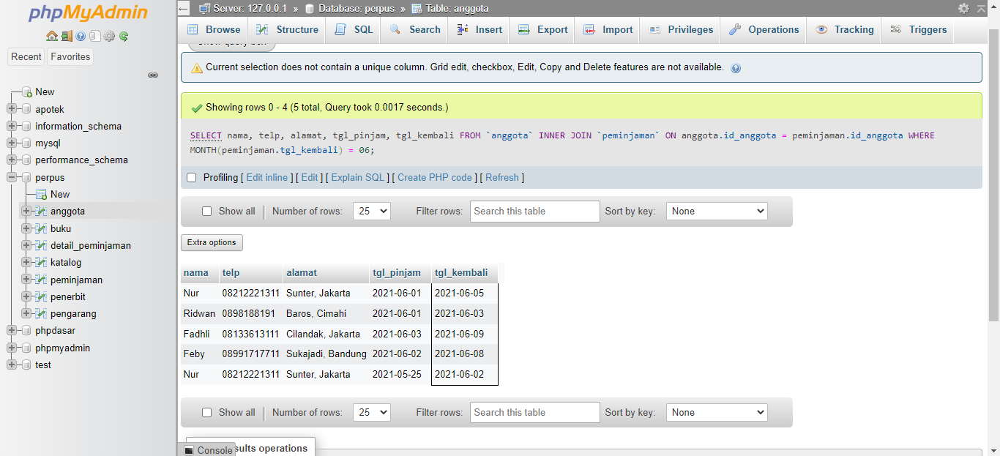 phpMyAdmin
Recent Favorites
New
apotek
information_schema
mysql
performance_schema
perpus
New
anggota
buku
detail_peminjaman
katalog
peminjaman
penerbit
pengarang
phpdasar
phpmyadmin
test
Server: 127.0.0.1 » Database: perpus » Table: anggota
Browse Structure SQL Search Insert Export Import Privileges Operations Tracking Triggers
Current selection does not contain a unique column. Grid edit, checkbox, Edit, Copy and Delete features are not available.
Showing rows 0 - 4 (5 total, Query took 0.0017 seconds.)
SELECT nama, telp, alamat, tgl_pinjam, tgl_kembali FROM `anggota` INNER JOIN `peminjaman` ON anggota.id_anggota = peminjaman.id_anggota WHERE
MONTH(peminjaman.tgl_kembali) = 06;
Profiling [ Edit inline ] [ Edit ] [ Explain SQL ] [ Create PHP code ] [ Refresh ]
Show all | Number of rows: 25 Filter rows: Search this table Sort by key: None
Extra options
nama telp alamat tgl_pinjam tgl_kembali
Nur 08212221311 Sunter, Jakarta 2021-06-01 2021-06-05
Ridwan 0898188191 Baros, Cimahi 2021-06-01 2021-06-03
Fadhli 08133613111 Cilandak, Jakarta 2021-06-03 2021-06-09
Feby 08991717711 Sukajadi, Bandung 2021-06-02 2021-06-08
Nur 08212221311 Sunter, Jakarta 2021-05-25 2021-06-02
Show all | Number of rows: 25 Filter rows: Search this table Sort by key: None
Console operations